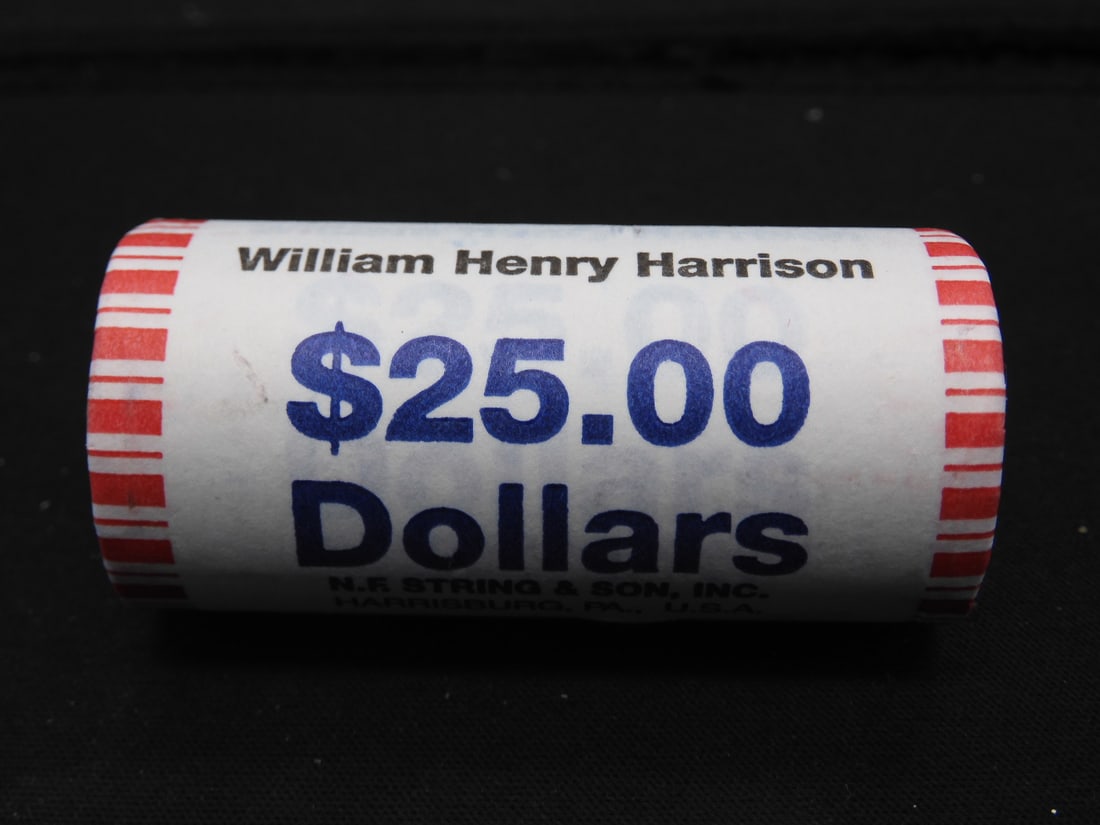 William Henry Harrison
$25.00
Dollars
N.F. STRING & SON, INC.
HARRISBURG, PA., U.S.A.